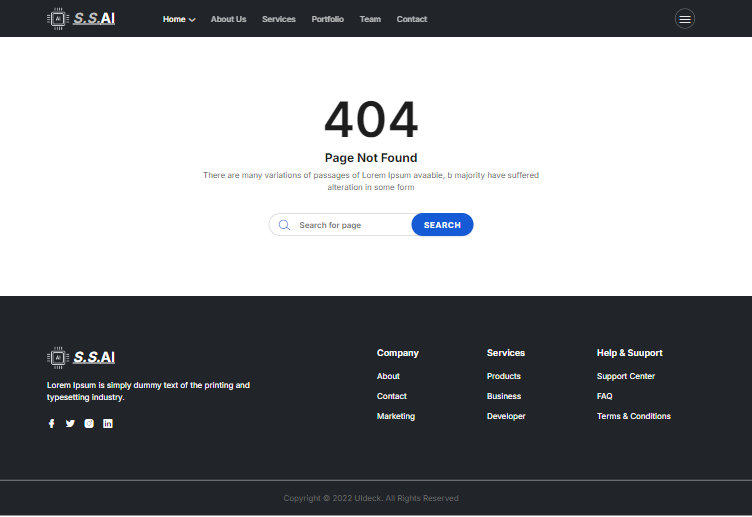 AI S.S.AI
Home About Us Services Portfolio Team Contact
404
Page Not Found
There are many variations of passages of Lorem Ipsum avaable, b majority have suffered
alteration in some form
Search for page SEARCH
AI S.S.AI
Lorem Ipsum is simply dummy text of the printing and
typesetting industry.
Company
About
Contact
Marketing
Services
Products
Business
Developer
Help & Suuport
Support Center
FAQ
Terms & Conditions
Copyright © 2022 UIdeck. All Rights Reserved